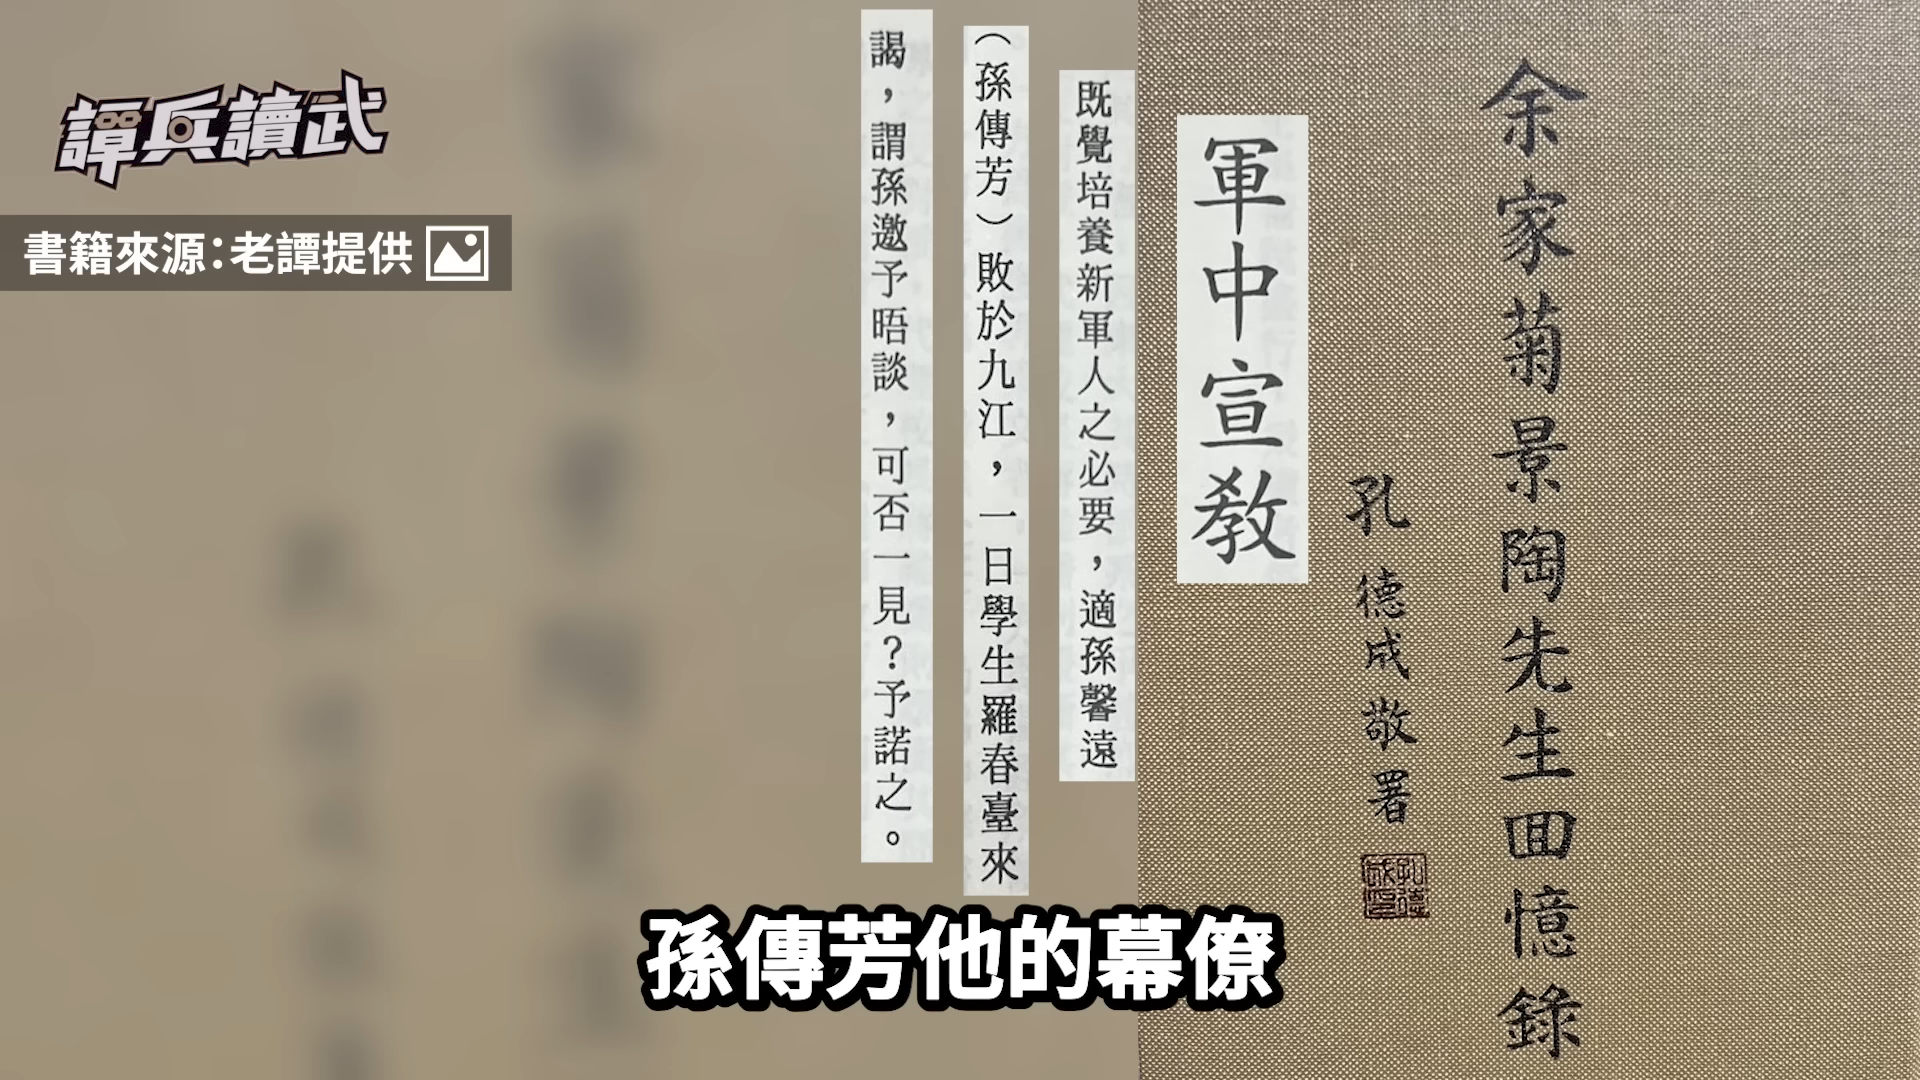 譚兵讀武
書籍來源：老譚提供
余家菊景陶先生回憶錄
孔德成敬署
軍中宣教
既覺培養新軍人之必要，適孫馨遠
（孫傳芳）敗於九江，一日學生羅春臺來
謁，謂孫邀予晤談，可否一見？予諾之。
孫傳芳他的幕僚